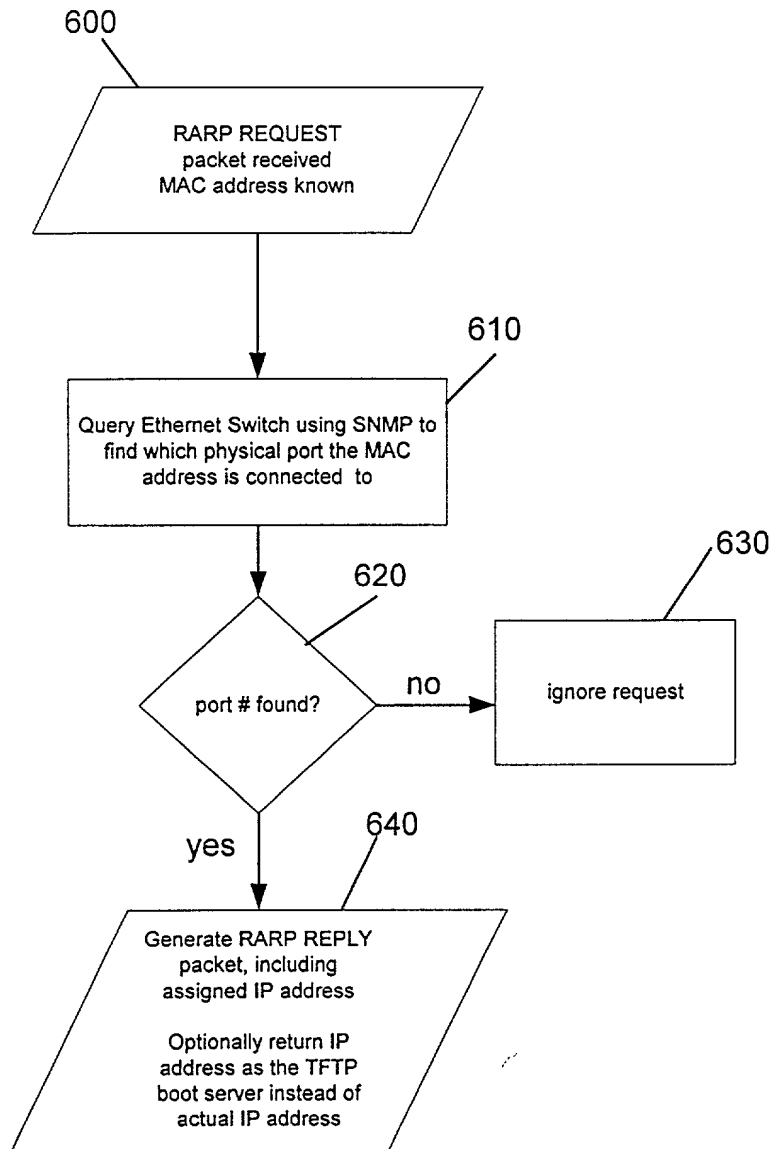 600
RARP REQUEST
packet received
MAC address known
610
Query Ethernet Switch using SNMP to
find which physical port the MAC
address is connected to
620
630
port # found?
no
ignore request
yes
640
Generate RARP REPLY
packet, including
assigned IP address
Optionally return IP
address as the TFTP
boot server instead of
actual IP address